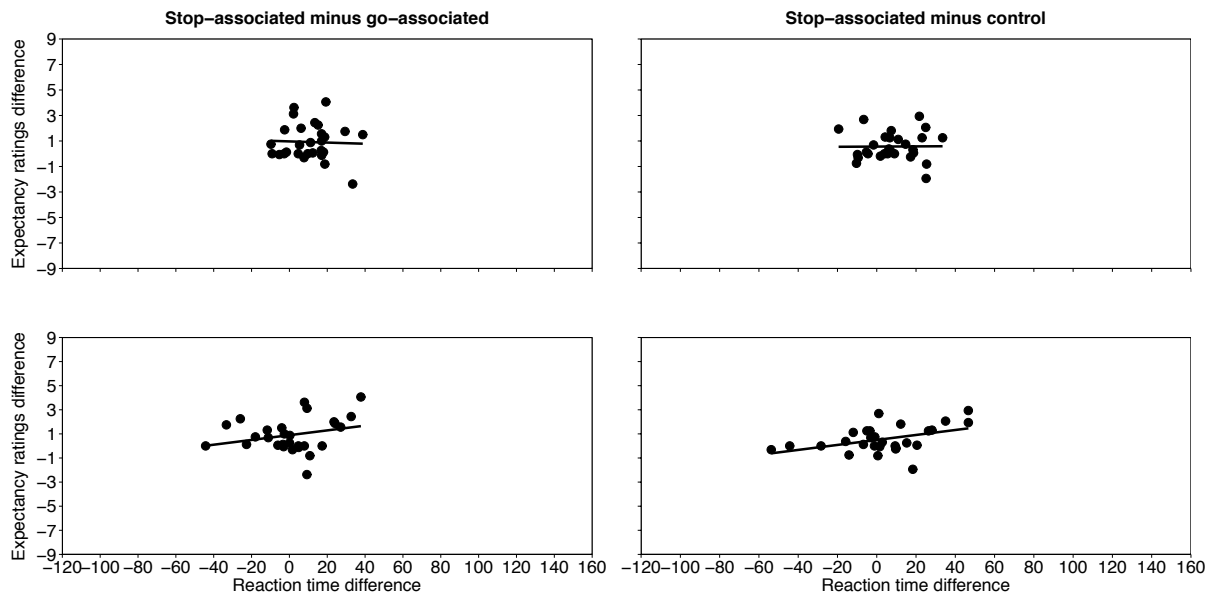 Stop−associated minus go−associated
Stop−associated minus control
Expectancy ratings difference
9
7
5
3
1
−1
−3
−5
−7
−9
Expectancy ratings difference
9
7
5
3
1
−1
−3
−5
−7
−9
−120−100 −80 −60 −40 −20 0 20 40 60 80 100 120 140 160
Reaction time difference
−120−100 −80 −60 −40 −20 0 20 40 60 80 100 120 140 160
Reaction time difference